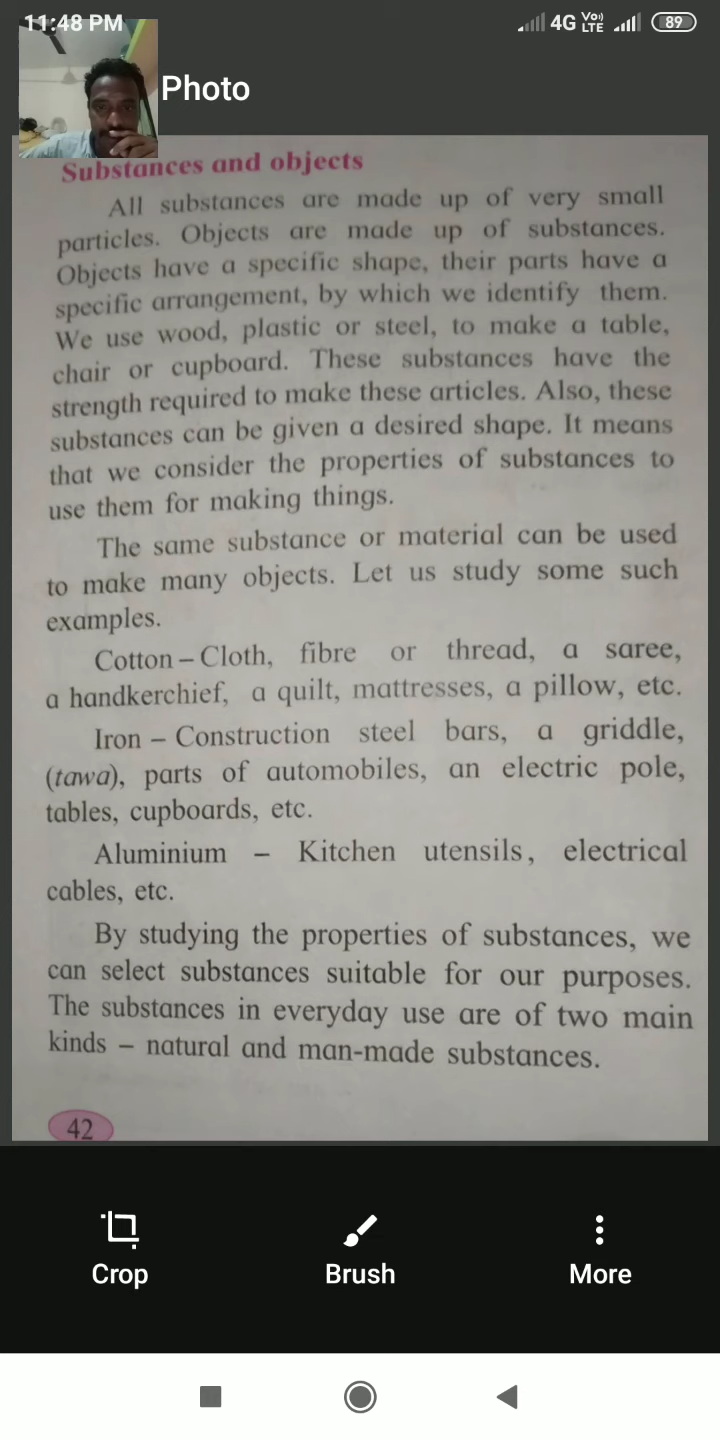 11:48 PM 4G Vo)) LTE 89
Photo
Substances and objects
All substances are made up of very small
particles. Objects are made up of substances.
Objects have a specific shape, their parts have a
specific arrangement, by which we identify them.
We use wood, plastic or steel, to make a table,
chair or cupboard. These substances have the
strength required to make these articles. Also, these
substances can be given a desired shape. It means
that we consider the properties of substances to
use them for making things.
The same substance or material can be used
to make many objects. Let us study some such
examples.
Cotton – Cloth, fibre or thread, a saree,
a handkerchief, a quilt, mattresses, a pillow, etc.
Iron – Construction steel bars, a griddle,
(tawa), parts of automobiles, an electric pole,
tables, cupboards, etc.
Aluminium – Kitchen utensils, electrical
cables, etc.
By studying the properties of substances, we
can select substances suitable for our purposes.
The substances in everyday use are of two main
kinds – natural and man-made substances.
42
Crop Brush More